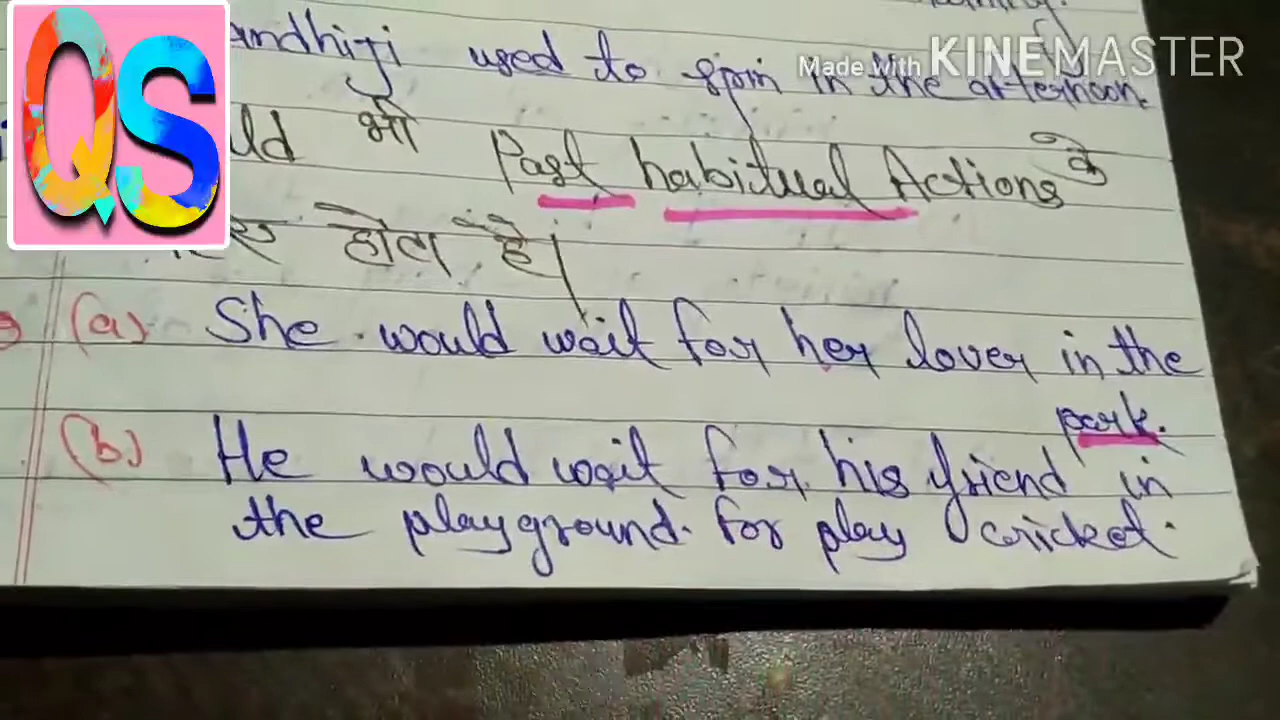 andhiji used to spin in the afternoon.
Made with KINEMASTER
QS
uld भी Past habitual Actions के
लिए होता है।
(a) She would wait for her lover in the
park.
(b) He would wait for his friend in
the playground. for play cricket.